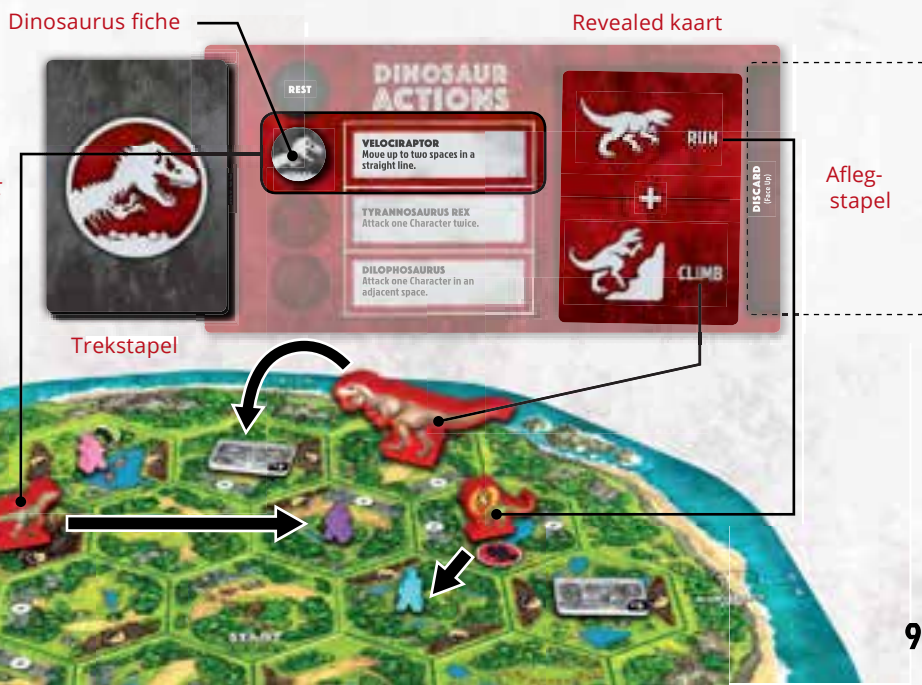 Dinosaurus fiche
Revealed kaart
REST
DINOSAUR
ACTIONS
VELOCIRAPTOR
Move up to two spaces in a
straight line.
TYRANNOSAURUS REX
Attack one Character twice.
DILOPHOSAURUS
Attack one Character in an
adjacent space.
RUN
+
CLIMB
DISCARD
(Face Up)
Afleg-
stapel
Trekstapel
START
9